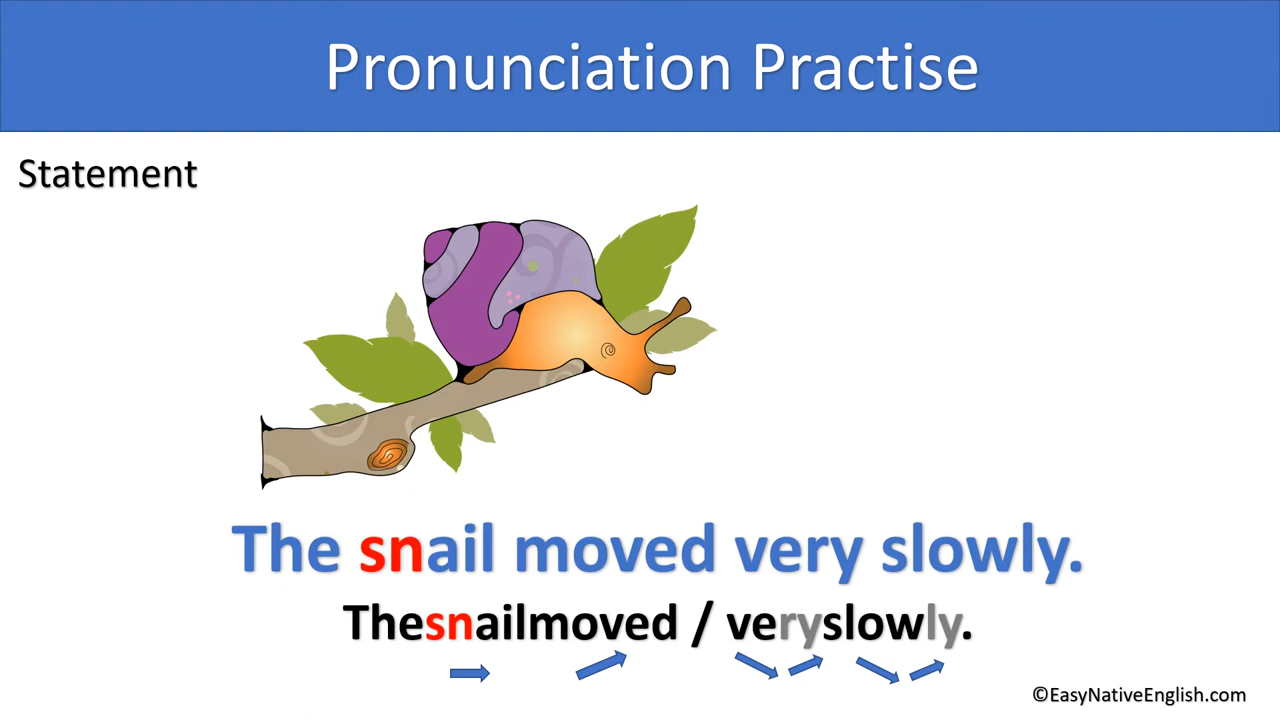 Pronunciation Practise
Statement
The snail moved very slowly.
Thesnailmoved / veryslowly.
©EasyNativeEnglish.com